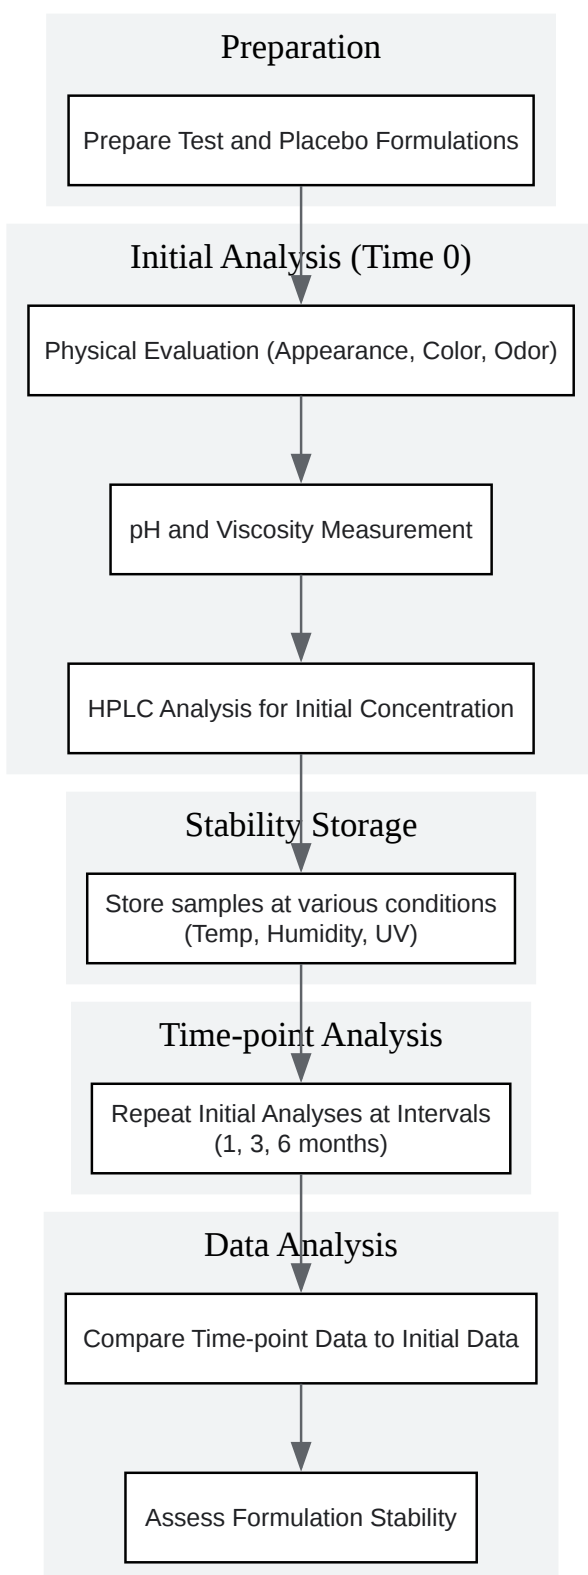 Preparation
Prepare Test and Placebo Formulations
Initial Analysis (Time 0)
Physical Evaluation (Appearance, Color, Odor)
pH and Viscosity Measurement
HPLC Analysis for Initial Concentration
Stability Storage
Store samples at various conditions
(Temp, Humidity, UV)
Time-point Analysis
Repeat Initial Analyses at Intervals
(1, 3, 6 months)
Data Analysis
Compare Time-point Data to Initial Data
Assess Formulation Stability